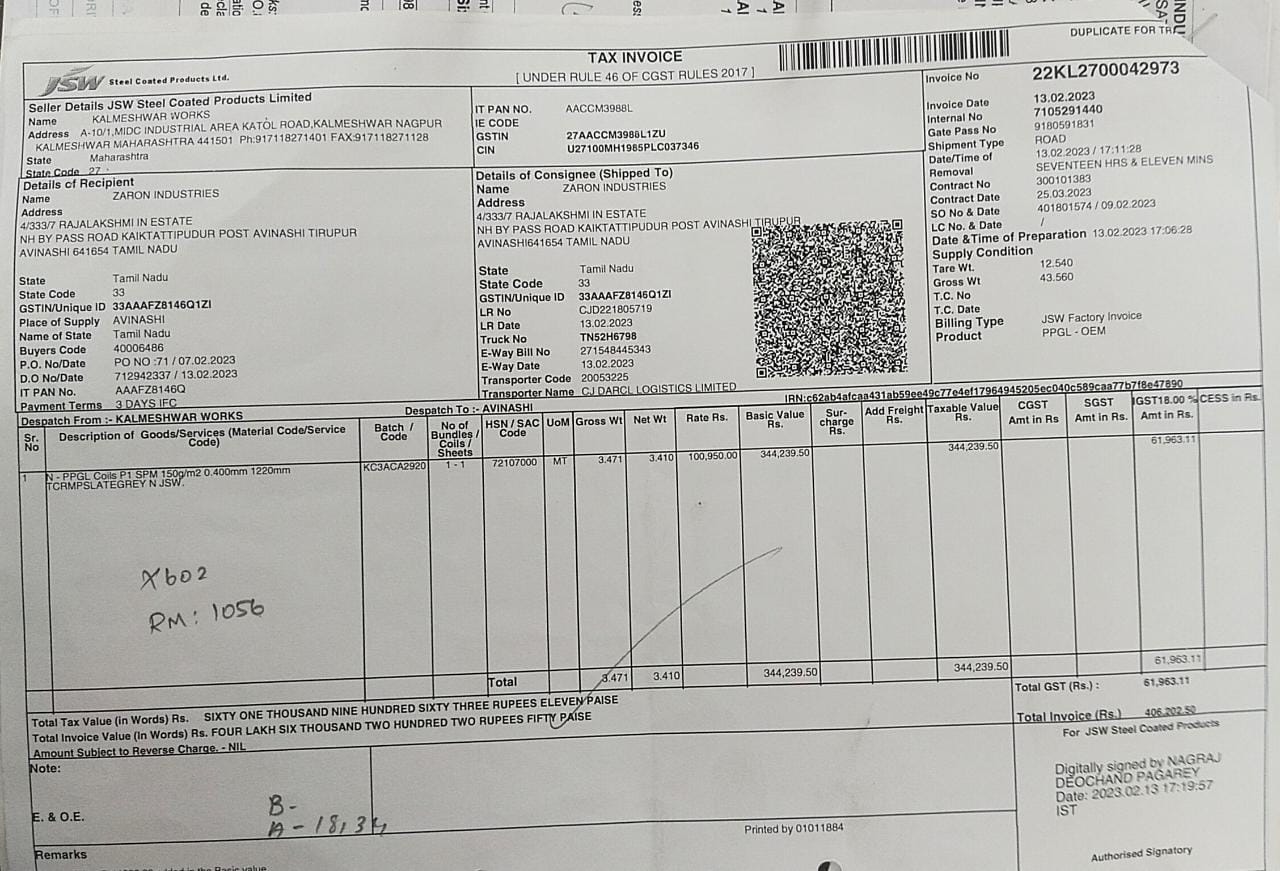 DUPLICATE FOR
TAX INVOICE
[ UNDER RULE 46 OF CGST RULES 2017 ]
JSW Steel Coated Products Ltd.
Seller Details JSW Steel Coated Products Limited
Name KALMESHWAR WORKS
Address A-10/1,MIDC INDUSTRIAL AREA KATOL ROAD,KALMESHWAR NAGPUR
KALMESHWAR MAHARASHTRA 441501 Ph:917118271401 FAX:917118271128
State Maharashtra
State Code 27
IT PAN NO. AACCM3988L
IE CODE
GSTIN 27AACCM3988L1ZU
CIN U27100MH1985PLC037346
Invoice No 22KL2700042973
Invoice Date 13.02.2023
Internal No 7105291440
Gate Pass No 9180591831
Shipment Type ROAD
Date/Time of 13.02.2023 / 17:11:28
Removal SEVENTEEN HRS & ELEVEN MINS
Contract No 300101383
Contract Date 25.03.2023
SO No & Date 401801574 / 09.02.2023
LC No. & Date /
Date &Time of Preparation 13.02.2023 17:06:28
Supply Condition
Tare Wt. 12.540
Gross Wt 43.560
T.C. No
T.C. Date
Billing Type JSW Factory Invoice
Product PPGL - OEM
Details of Recipient
Name ZARON INDUSTRIES
Address
4/333/7 RAJALAKSHMI IN ESTATE
NH BY PASS ROAD KAIKTATTIPUDUR POST AVINASHI TIRUPUR
AVINASHI 641654 TAMIL NADU
State Tamil Nadu
State Code 33
GSTIN/Unique ID 33AAAFZ8146Q1ZI
Place of Supply AVINASHI
Name of State Tamil Nadu
Buyers Code 40006486
P.O. No/Date PO NO :71 / 07.02.2023
D.O No/Date 712942337 / 13.02.2023
IT PAN No. AAAFZ8146Q
Payment Terms 3 DAYS IFC
Details of Consignee (Shipped To)
Name ZARON INDUSTRIES
Address
4/333/7 RAJALAKSHMI IN ESTATE
NH BY PASS ROAD KAIKTATTIPUDUR POST AVINASHI TIRUPUR
AVINASHI641654 TAMIL NADU
State Tamil Nadu
State Code 33
GSTIN/Unique ID 33AAAFZ8146Q1ZI
LR No CJD221805719
LR Date 13.02.2023
Truck No TN52H6798
E-Way Bill No 271548445343
E-Way Date 13.02.2023
Transporter Code 20053225
Transporter Name CJ DARCL LOGISTICS LIMITED
IRN:c62ab4afcaa431ab59ee49c77e4ef17964945205ec040c589caa77b7f8e47890
Despatch From :- KALMESHWAR WORKS Despatch To :- AVINASHI
Sr. No Description of Goods/Services (Material Code/Service Code) Batch / Code No of Bundles / Coils / Sheets HSN / SAC Code UoM Gross Wt Net Wt Rate Rs. Basic Value Rs. Sur-charge Rs. Add Freight Rs. Taxable Value Rs. CGST Amt in Rs SGST Amt in Rs. IGST18.00 % Amt in Rs. CESS in Rs.
1 N - PPGL Coils P1 SPM 150g/m2 0.400mm 1220mm KC3ACA2920 1 - 1 72107000 MT 3.471 3.410 100,950.00 344,239.50 344,239.50 61,963.11
TCRMPSLATEGREY N JSW.
X602
RM: 1056
Total 3.471 3.410 344,239.50 344,239.50 61,963.11
Total GST (Rs.) : 61,963.11
Total Tax Value (in Words) Rs. SIXTY ONE THOUSAND NINE HUNDRED SIXTY THREE RUPEES ELEVEN PAISE
Total Invoice Value (in Words) Rs. FOUR LAKH SIX THOUSAND TWO HUNDRED TWO RUPEES FIFTY PAISE
Total Invoice (Rs.) 406,202.50
Amount Subject to Reverse Charge. - NIL
For JSW Steel Coated Products
Note:
Digitally signed by NAGRAJ
DEOCHAND PAGAREY
Date: 2023.02.13 17:19:57
IST
B-
A - 18,34
E. & O.E.
Printed by 01011884
Remarks
Authorised Signatory